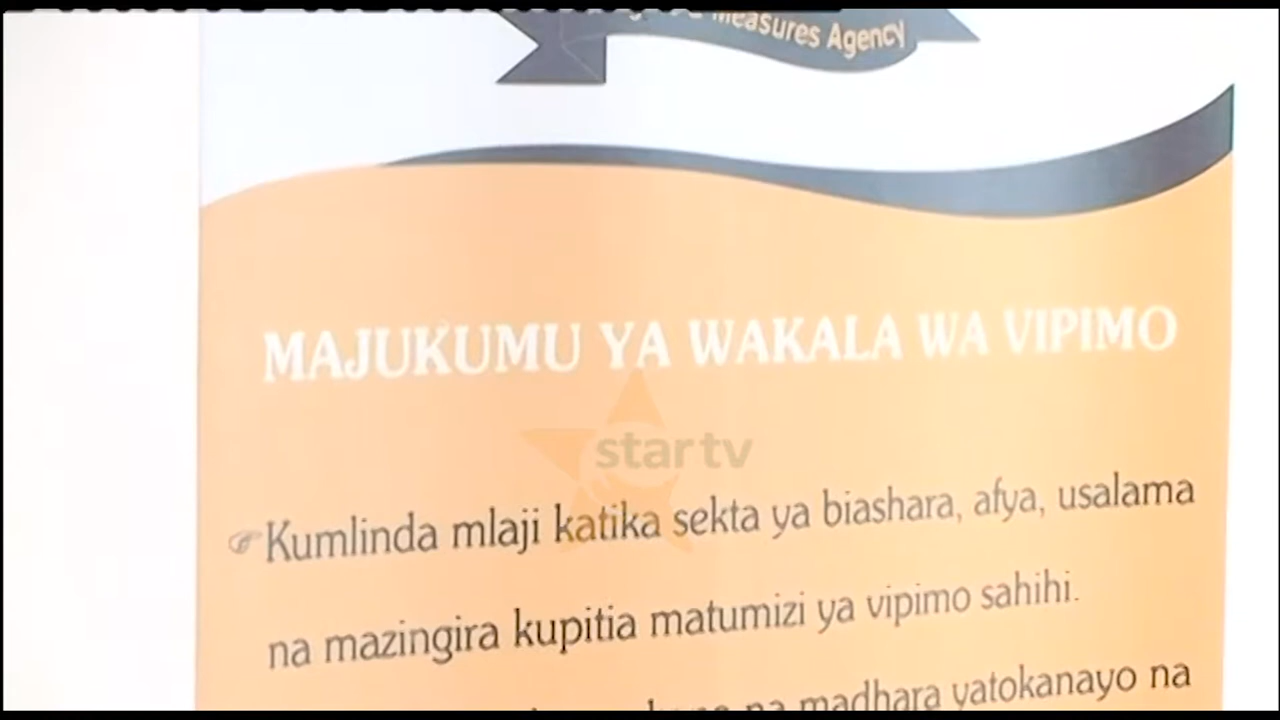 Measures Agency
MAJUKUMU YA WAKALA WA VIPIMO
star tv
Kumlinda mlaji katika sekta ya biashara, afya, usalama
na mazingira kupitia matumizi ya vipimo sahihi.
na madhara yatokanayo na